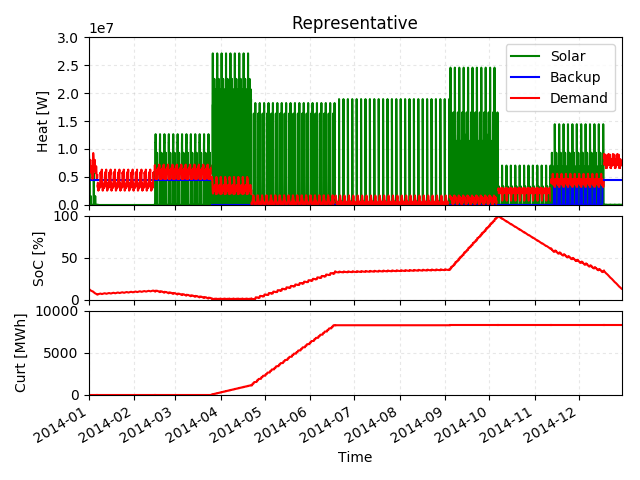 Representative
1e7
3.0
2.5
2.0
1.5
1.0
0.5
0.0
Heat [W]
Solar
Backup
Demand
100
50
0
SoC [%]
10000
5000
0
Curt [MWh]
2014-01
2014-02
2014-03
2014-04
2014-05
2014-06
2014-07
2014-08
2014-09
2014-10
2014-11
2014-12
Time